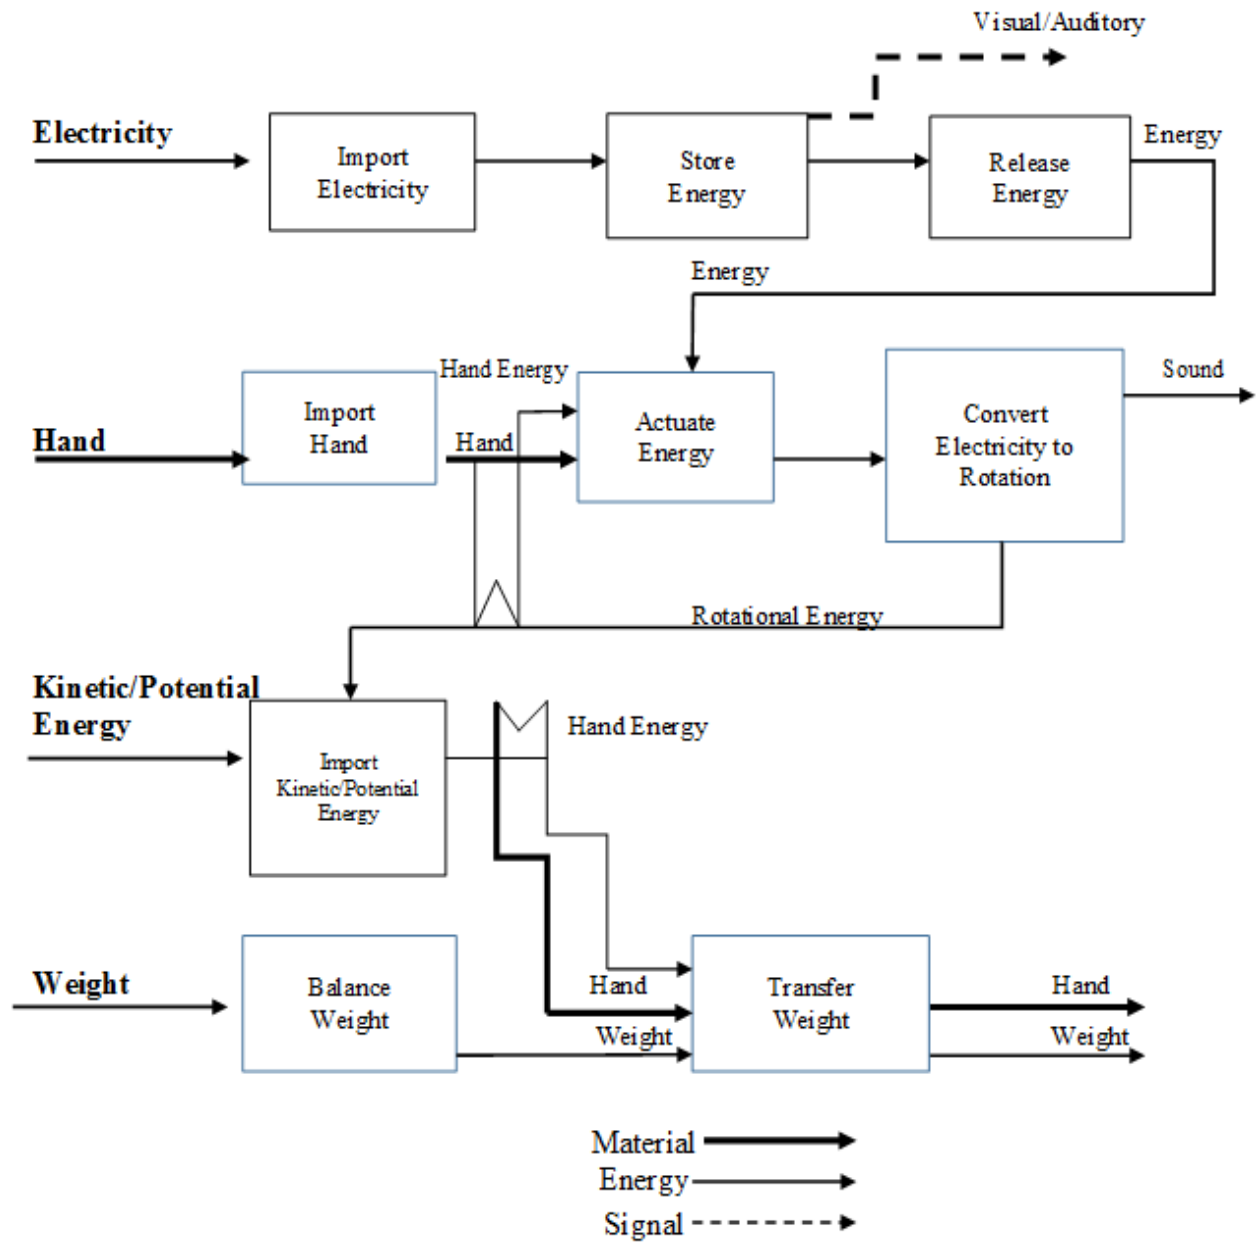 Visual/Auditory
Electricity
Import
Electricity
Store
Energy
Release
Energy
Energy
Energy
Hand
Import
Hand
Hand Energy
Hand
Actuate
Energy
Convert
Electricity to
Rotation
Sound
Rotational Energy
Kinetic/Potential
Energy
Import
Kinetic/Potential
Energy
Hand Energy
Weight
Balance
Weight
Hand
Weight
Transfer
Weight
Hand
Weight
Material
Energy
Signal